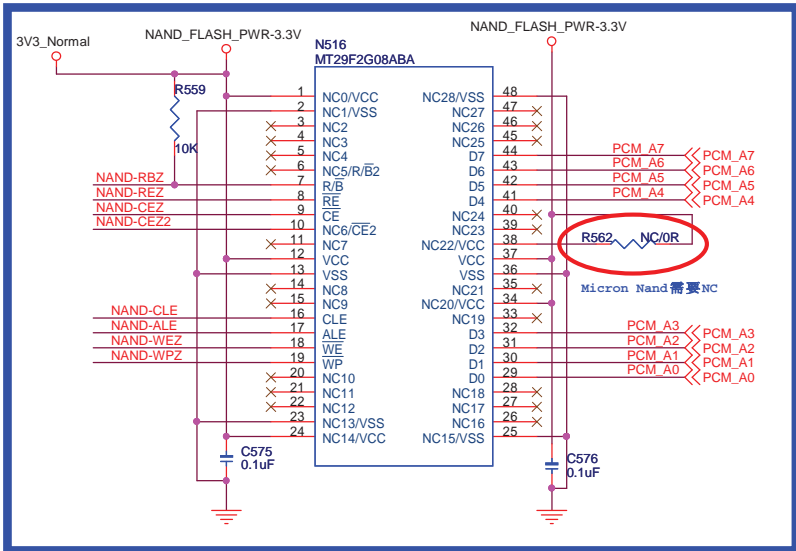 3V3_Normal
NAND_FLASH_PWR-3.3V
NAND_FLASH_PWR-3.3V
N516
MT29F2G08ABA
R559
10K
1 NC0/VCC NC28/VSS 48
2 NC1/VSS NC27 47
3 NC2 NC26 46
4 NC3 NC25 45
5 NC4 D7 44 PCM_A7 PCM_A7
6 NC5/R/B2 D6 43 PCM_A6 PCM_A6
NAND-RBZ 7 R/B D5 42 PCM_A5 PCM_A5
NAND-REZ 8 RE D4 41 PCM_A4 PCM_A4
NAND-CEZ 9 CE NC24 40
NAND-CEZ2 10 NC6/CE2 NC23 39
11 NC7 NC22/VCC 38 R562 NC/0R
12 VCC VCC 37
13 VSS VSS 36
14 NC8 NC21 35
Micron Nand需要NC
15 NC9 NC20/VCC 34
NAND-CLE 16 CLE NC19 33
NAND-ALE 17 ALE D3 32 PCM_A3 PCM_A3
NAND-WEZ 18 WE D2 31 PCM_A2 PCM_A2
NAND-WPZ 19 WP D1 30 PCM_A1 PCM_A1
20 NC10 D0 29 PCM_A0 PCM_A0
21 NC11 NC18 28
22 NC12 NC17 27
23 NC13/VSS NC16 26
24 NC14/VCC NC15/VSS 25
C575
0.1uF
C576
0.1uF